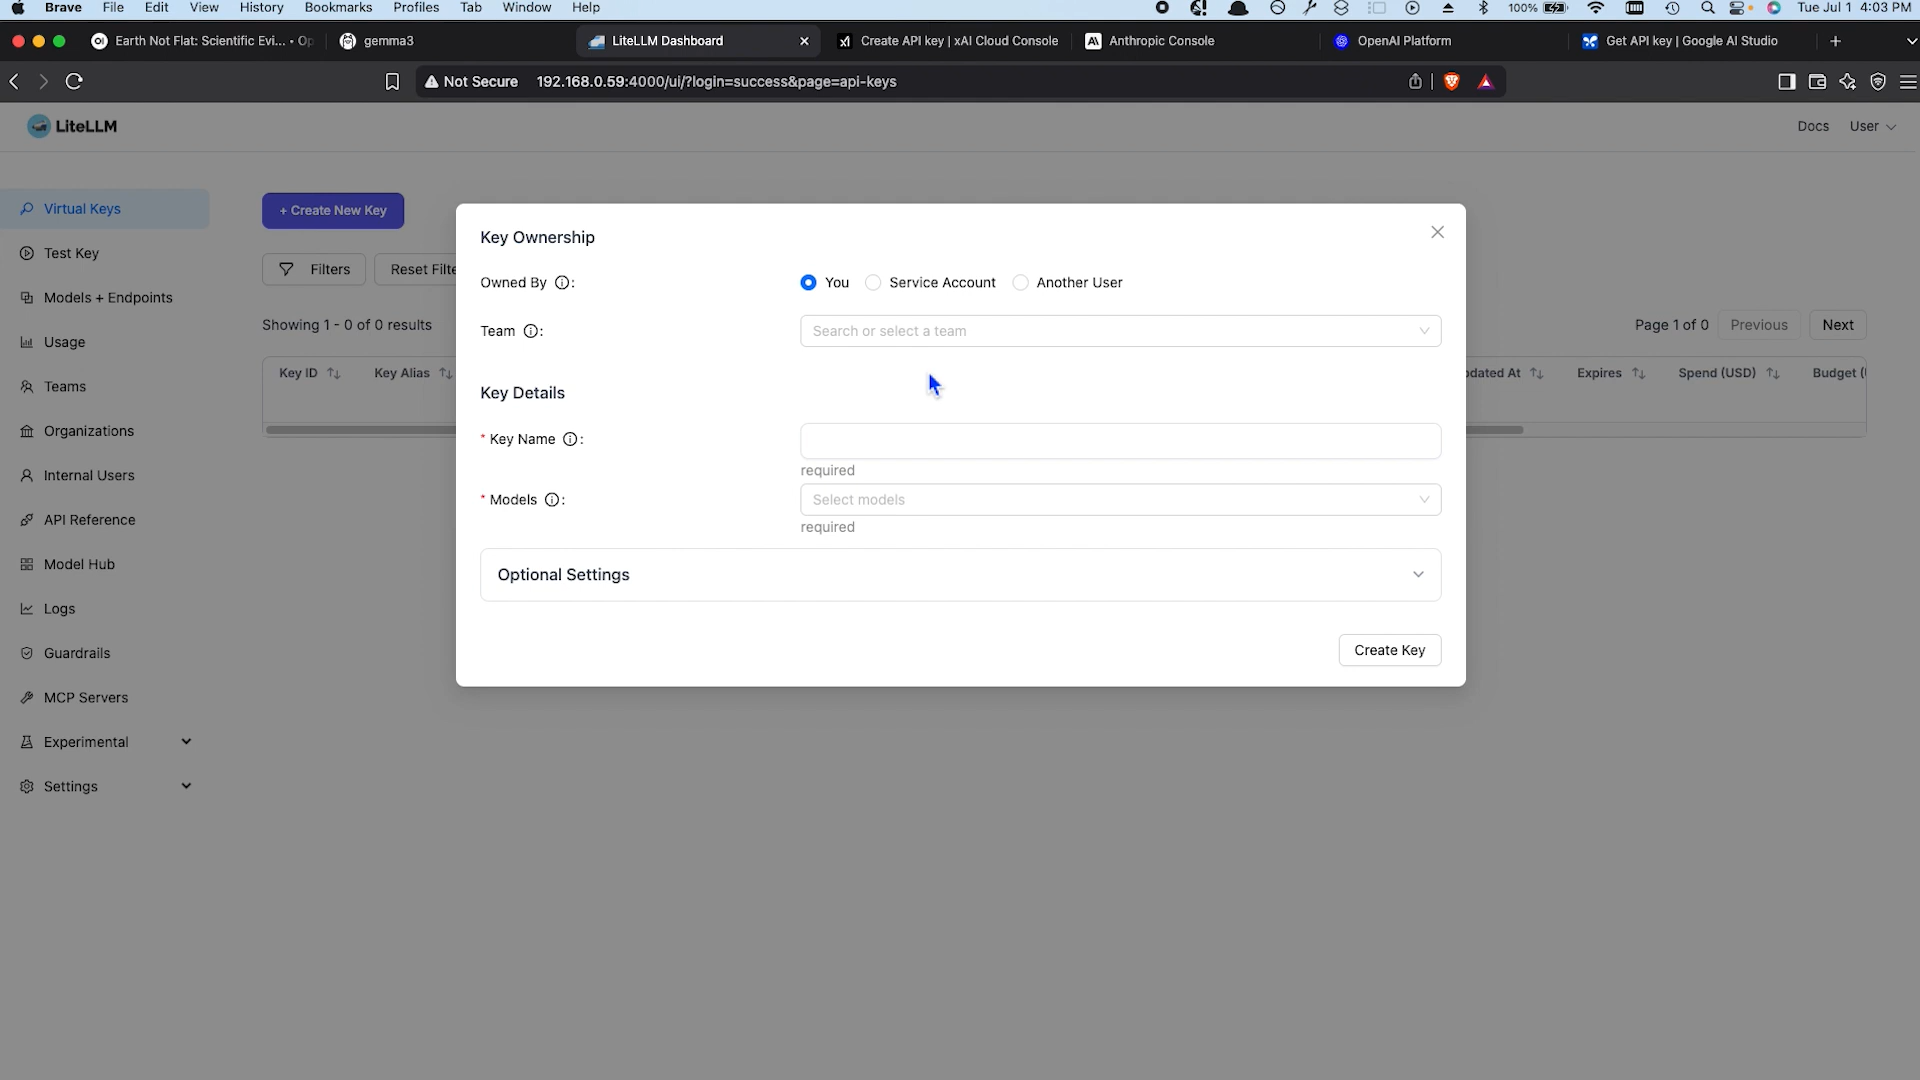 Brave File Edit View History Bookmarks Profiles Tab Window Help 100% Tue Jul 1 4:03 PM
Earth Not Flat: Scientific Evi... • Op gemma3 LiteLLM Dashboard Create API key | xAI Cloud Console Anthropic Console OpenAI Platform Get API key | Google AI Studio
Not Secure 192.168.0.59:4000/ui/?login=success&page=api-keys
LiteLLM Docs User
Virtual Keys
Test Key
Models + Endpoints
Usage
Teams
Organizations
Internal Users
API Reference
Model Hub
Logs
Guardrails
MCP Servers
Experimental
Settings
+ Create New Key
Filters Reset Filte
Showing 1 - 0 of 0 results
Page 1 of 0 Previous Next
Key ID Key Alias dated At Expires Spend (USD) Budget (
Key Ownership
Owned By : You Service Account Another User
Team : Search or select a team
Key Details
* Key Name :
required
* Models : Select models
required
Optional Settings
Create Key